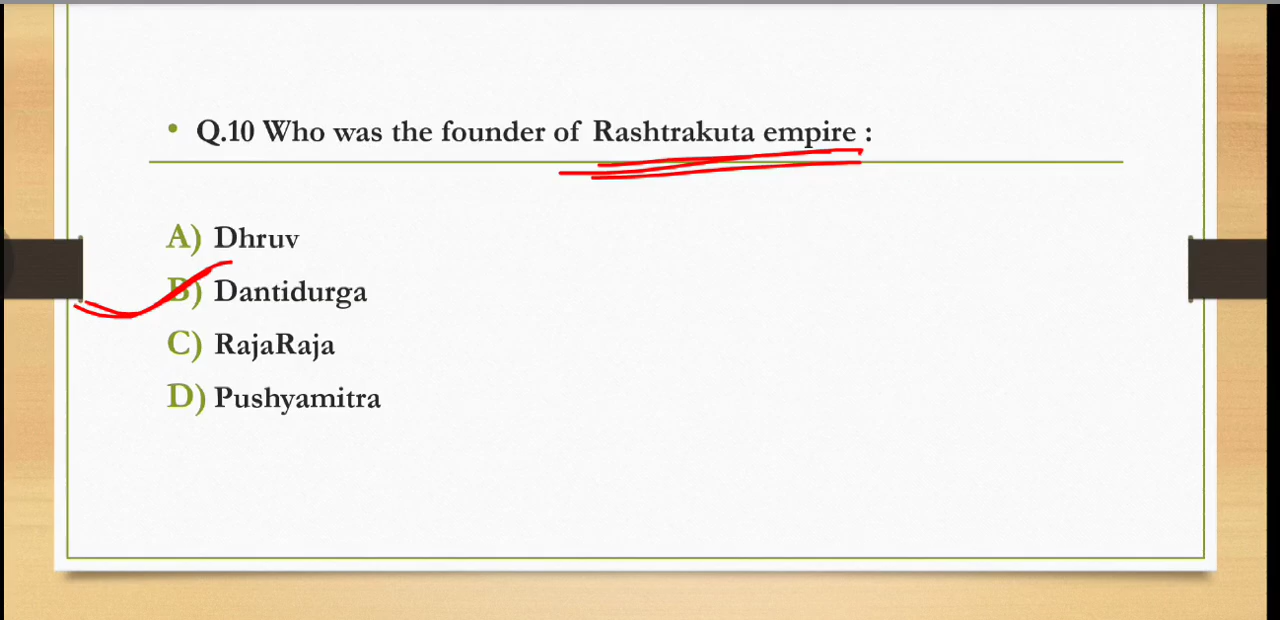 • Q.10 Who was the founder of Rashtrakuta empire :
A) Dhruv
B) Dantidurga
C) RajaRaja
D) Pushyamitra